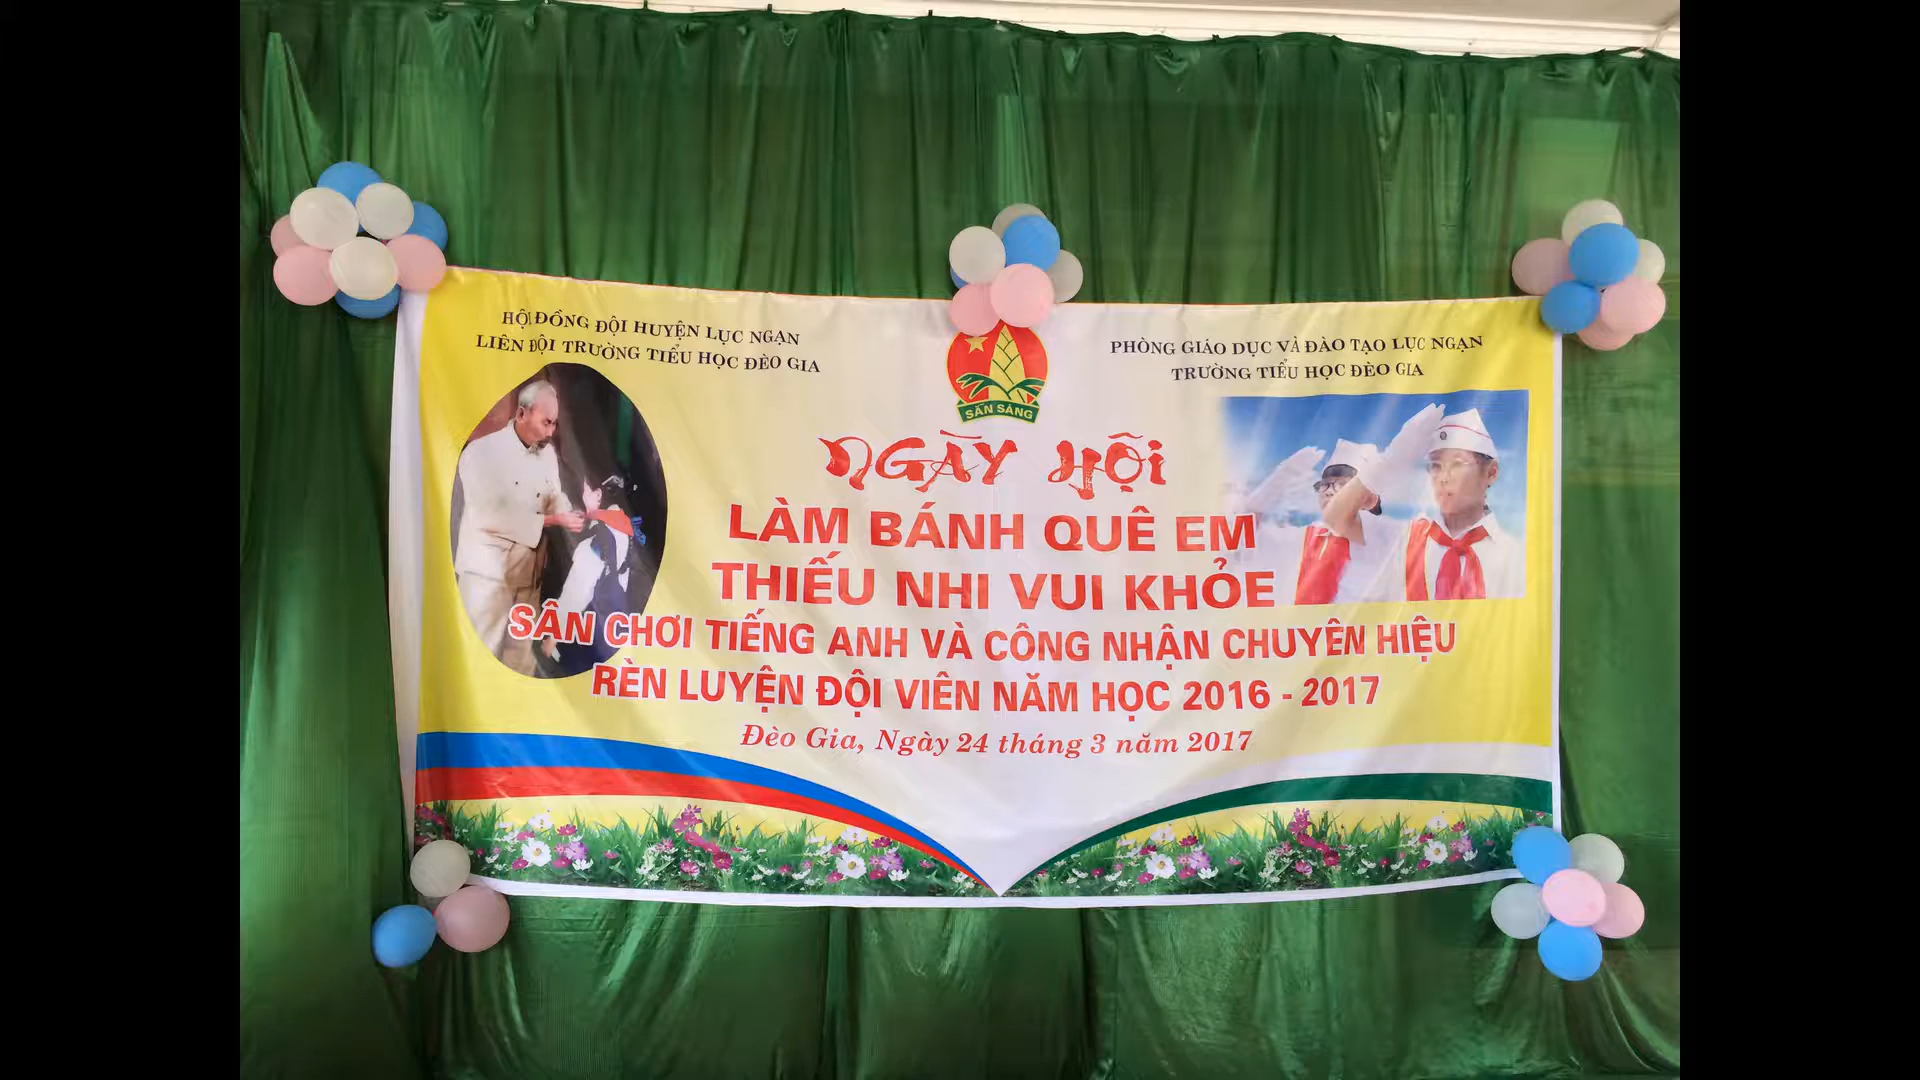 HỘI ĐỒNG ĐỘI HUYỆN LỤC NGẠN
LIÊN ĐỘI TRƯỜNG TIỂU HỌC ĐÈO GIA
PHÒNG GIÁO DỤC VÀ ĐÀO TẠO LỤC NGẠN
TRƯỜNG TIỂU HỌC ĐÈO GIA
SẴN SÀNG
NGÀY HỘI
LÀM BÁNH QUÊ EM
THIẾU NHI VUI KHỎE
SÂN CHƠI TIẾNG ANH VÀ CÔNG NHẬN CHUYÊN HIỆU
RÈN LUYỆN ĐỘI VIÊN NĂM HỌC 2016 - 2017
Đèo Gia, Ngày 24 tháng 3 năm 2017